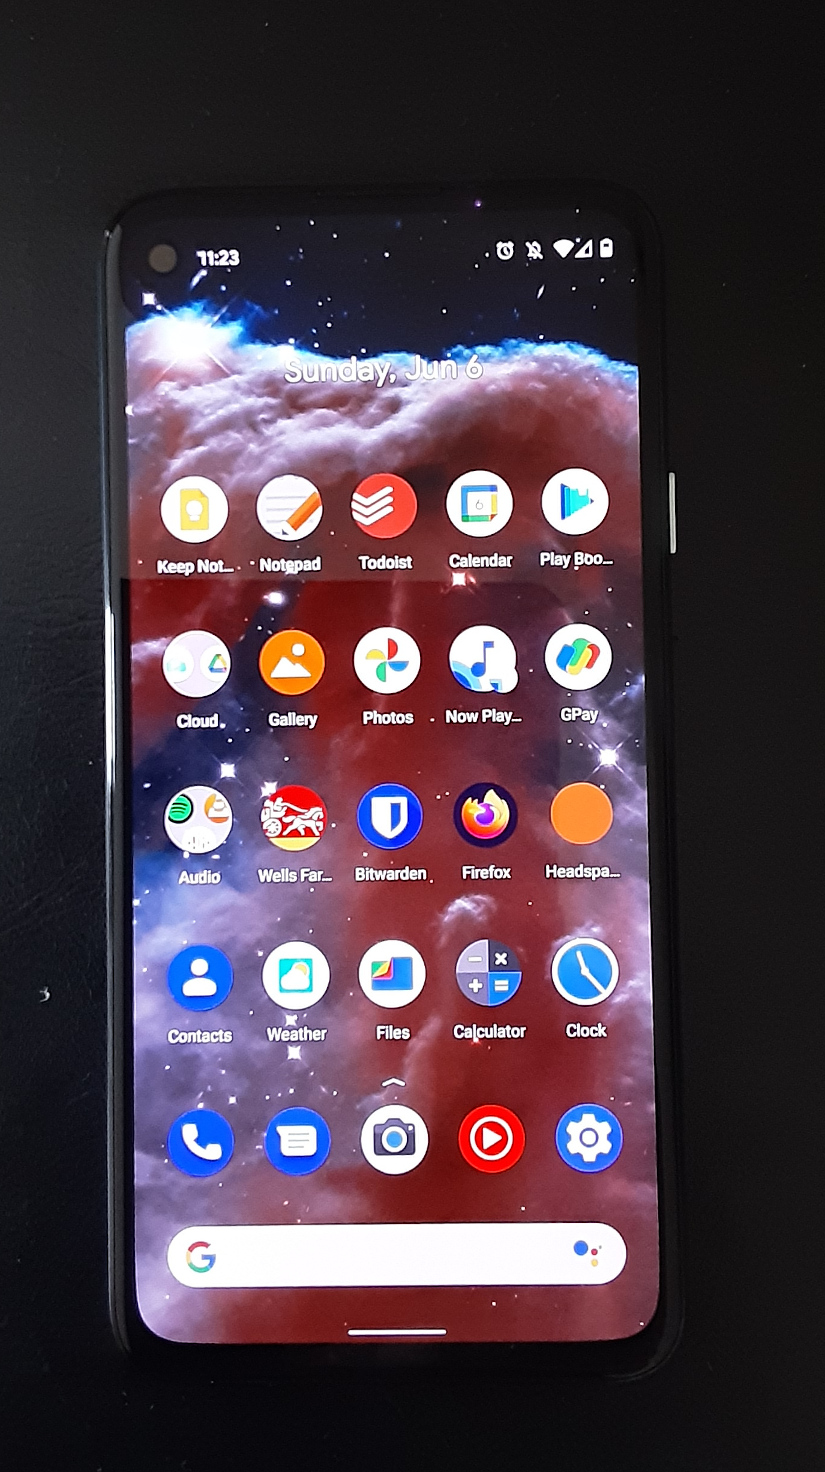 11:23
Sunday, Jun 6
Keep Not… Notepad Todoist Calendar Play Boo…
6
Cloud Gallery Photos Now Play… GPay
Audio Wells Far… Bitwarden Firefox Headspa…
Contacts Weather Files Calculator Clock
G